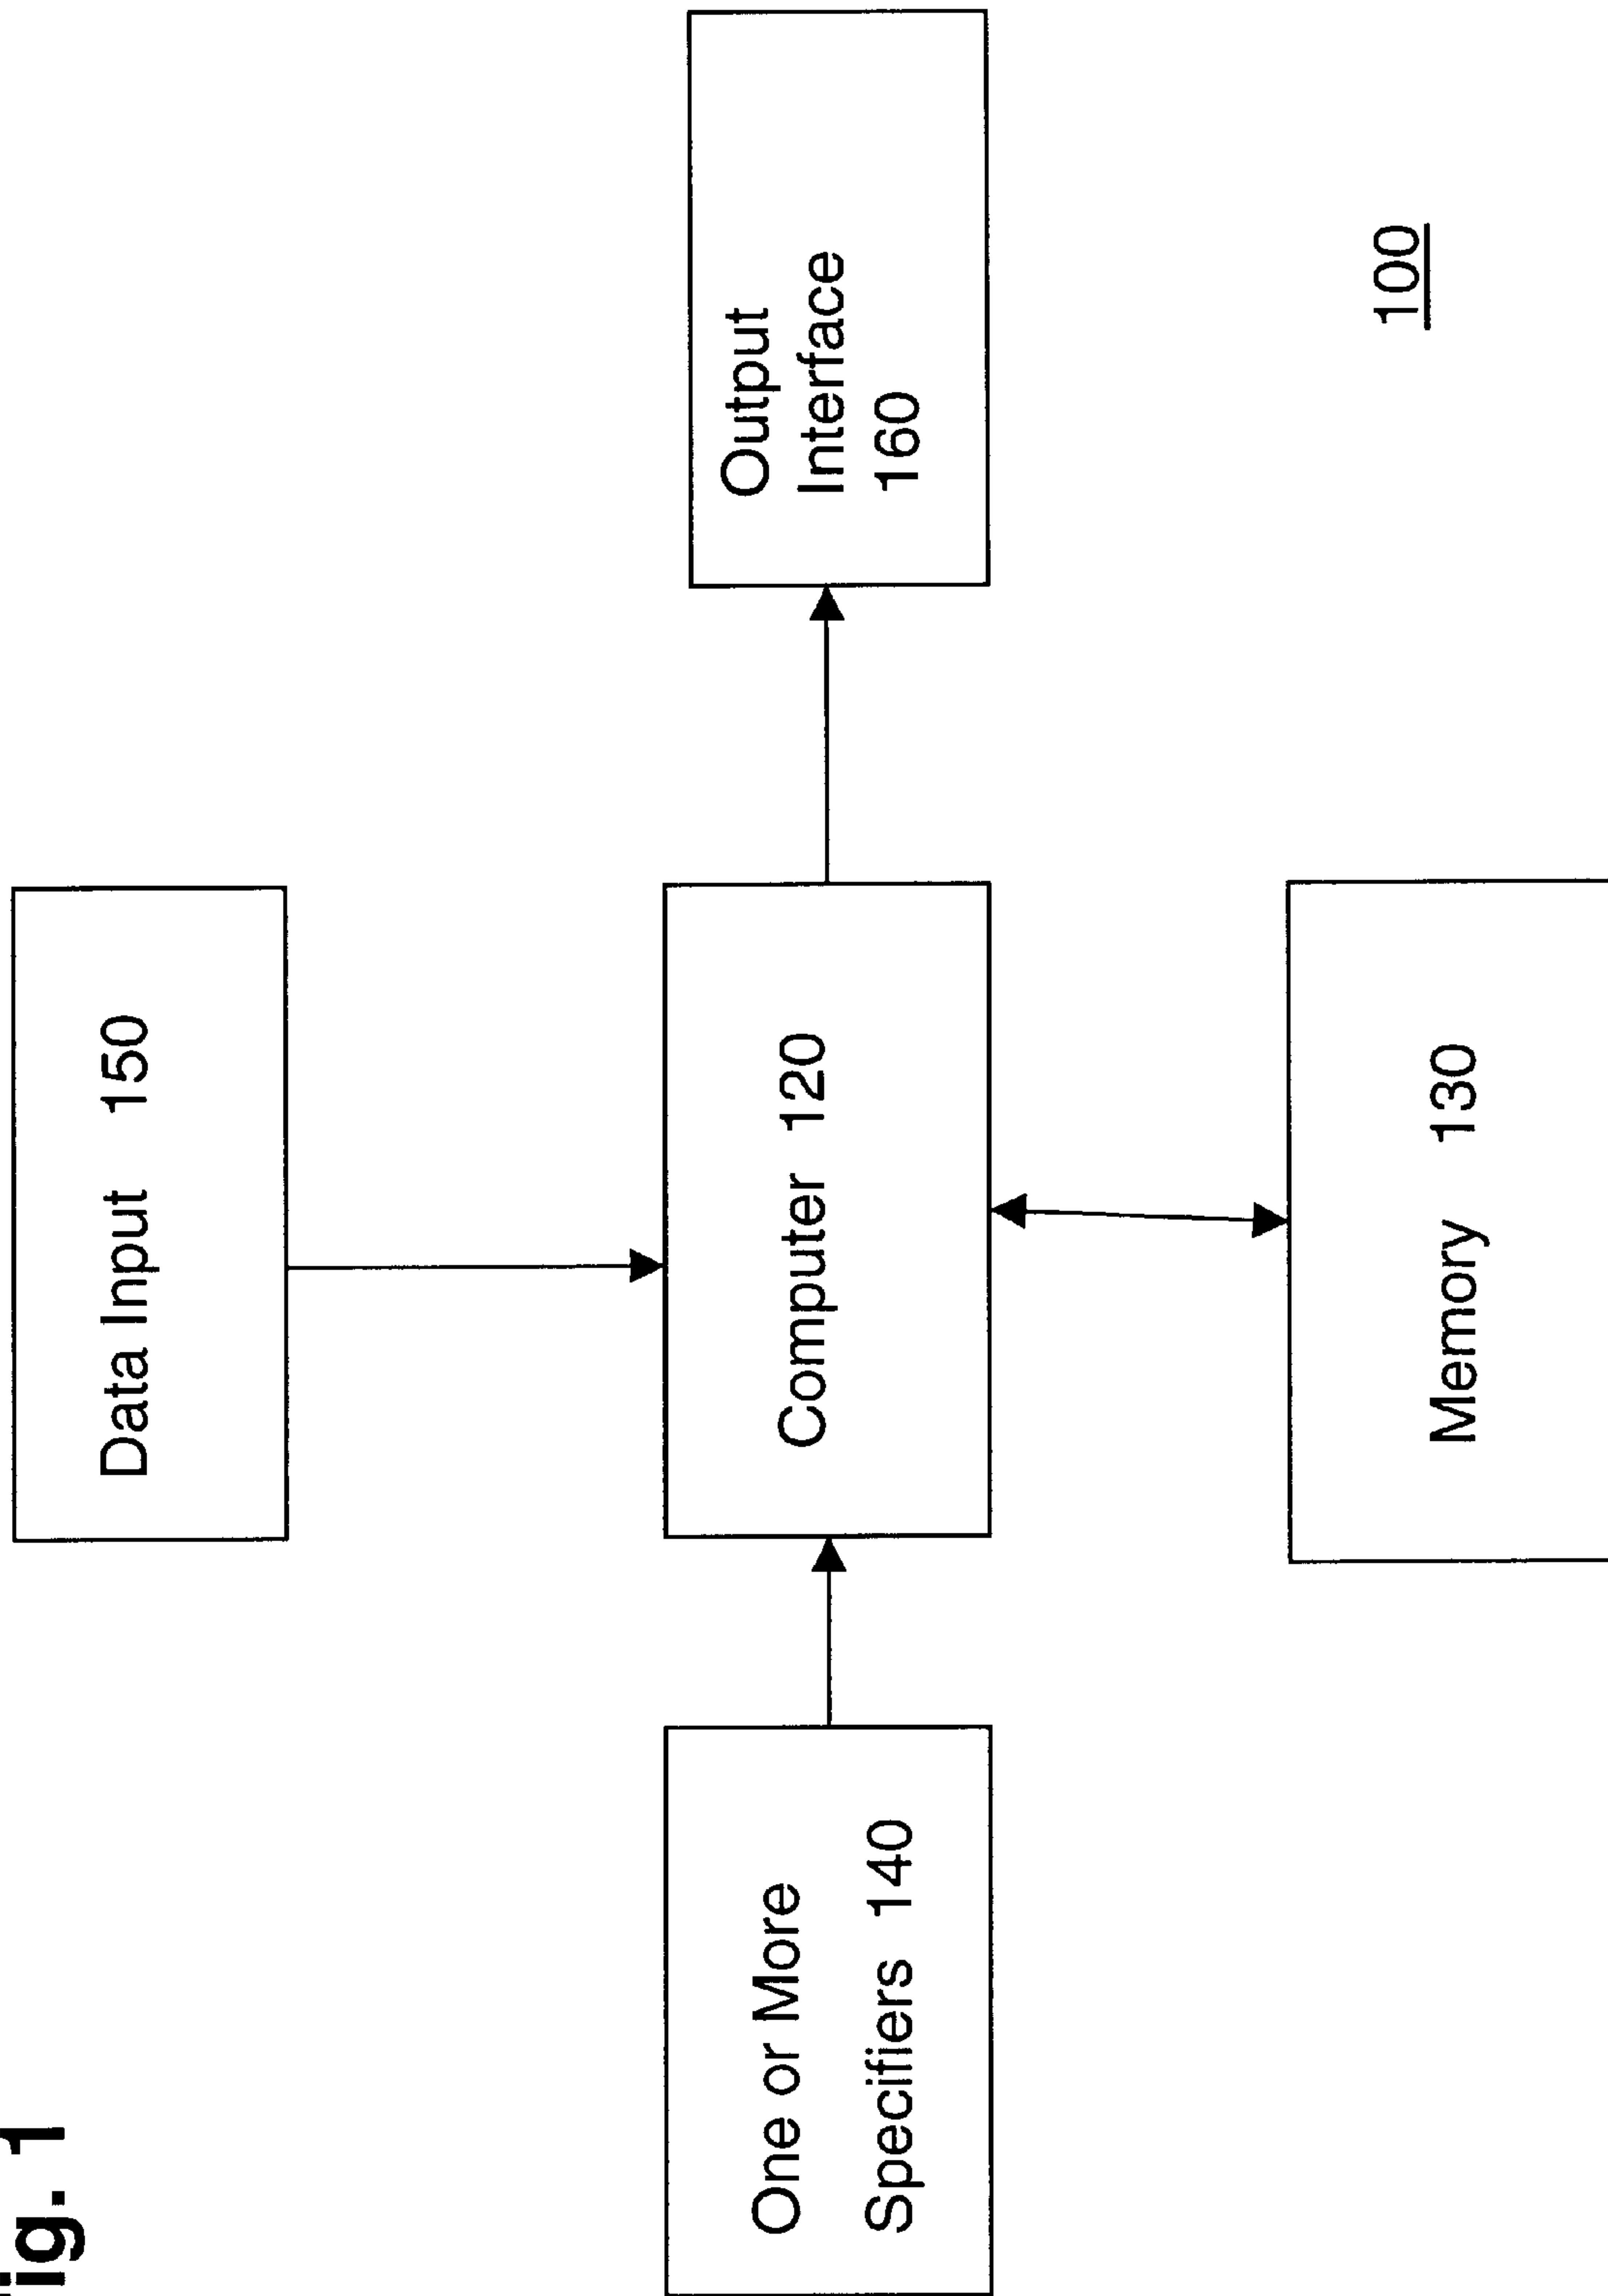 Fig. 1
Data Input 150
One or More
Specifiers 140
Computer 120
Output
Interface
160
Memory 130
100